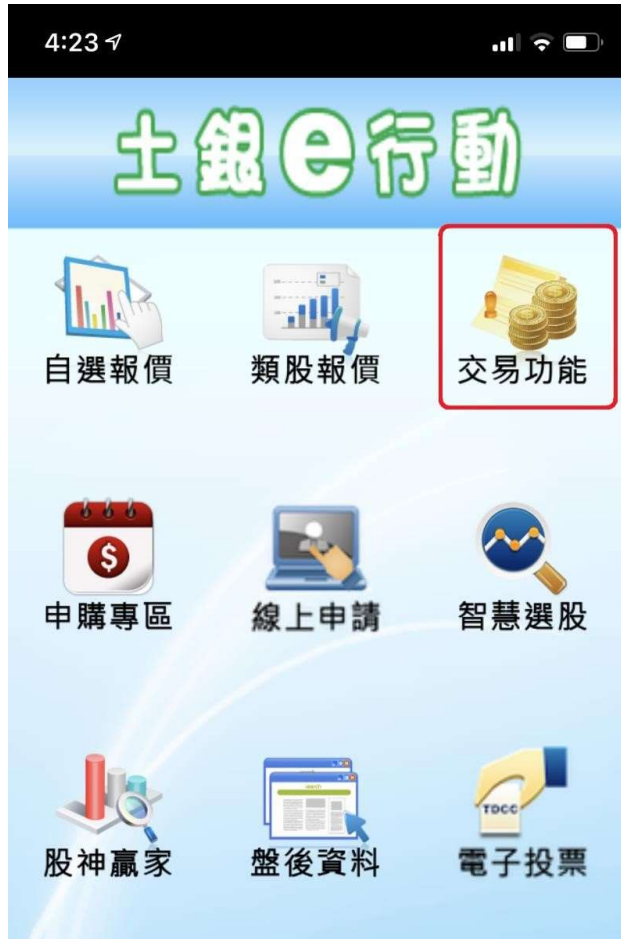 4:23
土銀e行動
自選報價 類股報價 交易功能
$
申購專區 線上申請 智慧選股
search
TDCC
股神贏家 盤後資料 電子投票